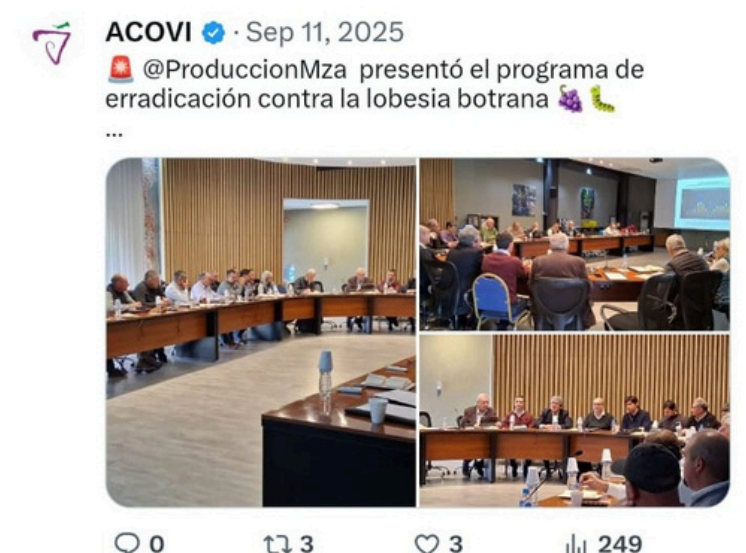 ACOVI · Sep 11, 2025
🚨 @ProduccionMza presentó el programa de
erradicación contra la lobesia botrana 🍇 🐛
...
0 3 3 249